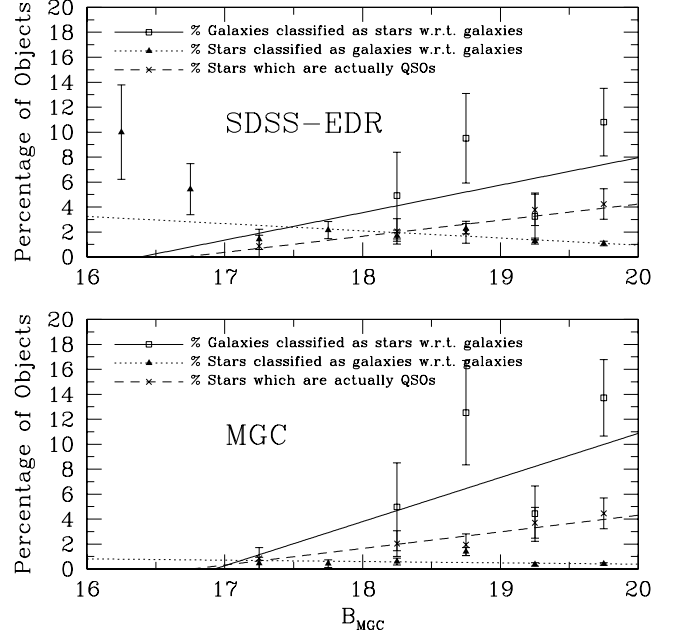 20
% Galaxies classified as stars w.r.t. galaxies
18
% Stars classified as galaxies w.r.t. galaxies
16
% Stars which are actually QSOs
14
12
SDSS-EDR
10
8
6
4
2
0
Percentage of Objects
16 17 18 19 20
20
% Galaxies classified as stars w.r.t. galaxies
18
% Stars classified as galaxies w.r.t. galaxies
16
% Stars which are actually QSOs
14
12
MGC
10
8
6
4
2
0
Percentage of Objects
16 17 18 19 20
B_MGC